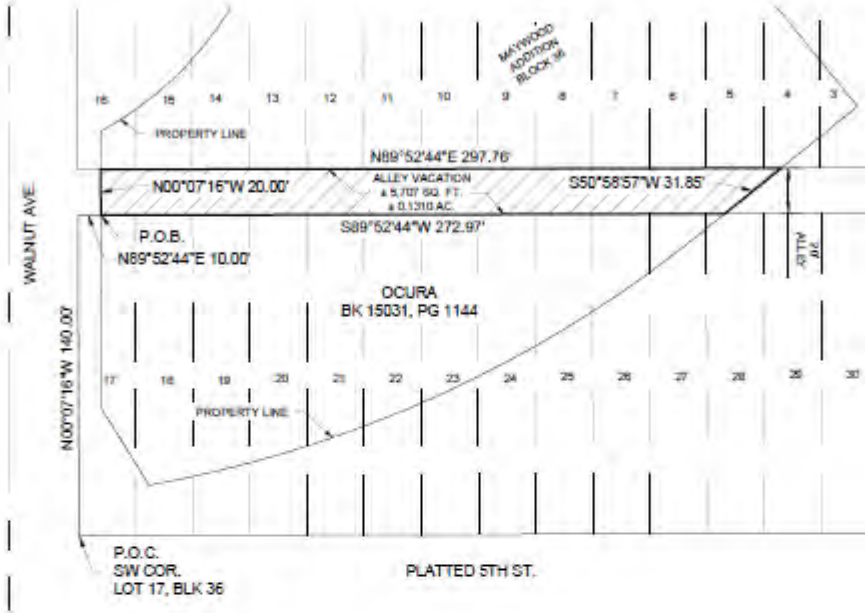 MAYWOOD
ADDITION
BLOCK 36
16
15
14
13
12
11
10
9
8
7
6
5
4
3
PROPERTY LINE
N89°52'44"E 297.76'
ALLEY VACATION
± 5,707 SQ. FT.
± 0.1310 AC.
N00°07'16"W 20.00'
S50°58'57"W 31.85'
S89°52'44"W 272.97'
P.O.B.
N89°52'44"E 10.00'
20'
ALLEY
WALNUT AVE.
OCURA
BK 15031, PG 1144
N00°07'16"W 140.00'
17
18
19
20
21
22
23
24
25
26
27
28
29
30
PROPERTY LINE
P.O.C.
SW COR.
LOT 17, BLK 36
PLATTED 5TH ST.